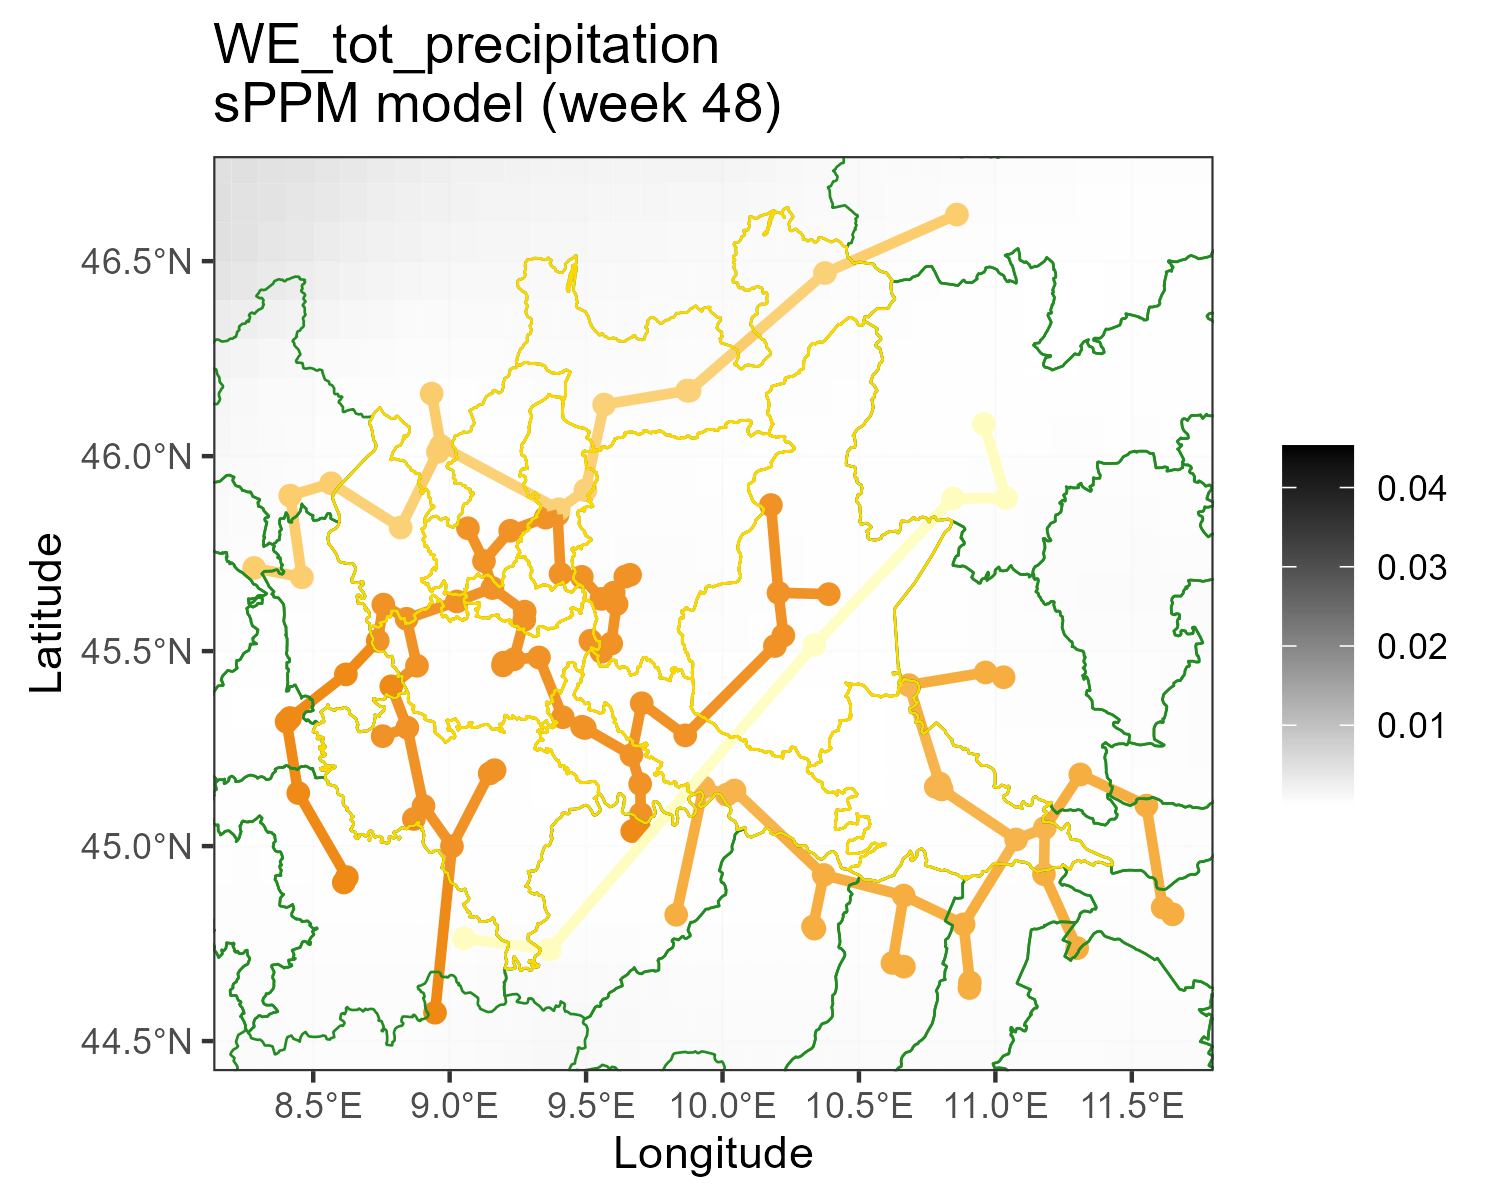 WE_tot_precipitation
sPPM model (week 48)
46.5°N
46.0°N
45.5°N
45.0°N
44.5°N
Latitude
8.5°E 9.0°E 9.5°E 10.0°E 10.5°E 11.0°E 11.5°E
Longitude
0.04
0.03
0.02
0.01